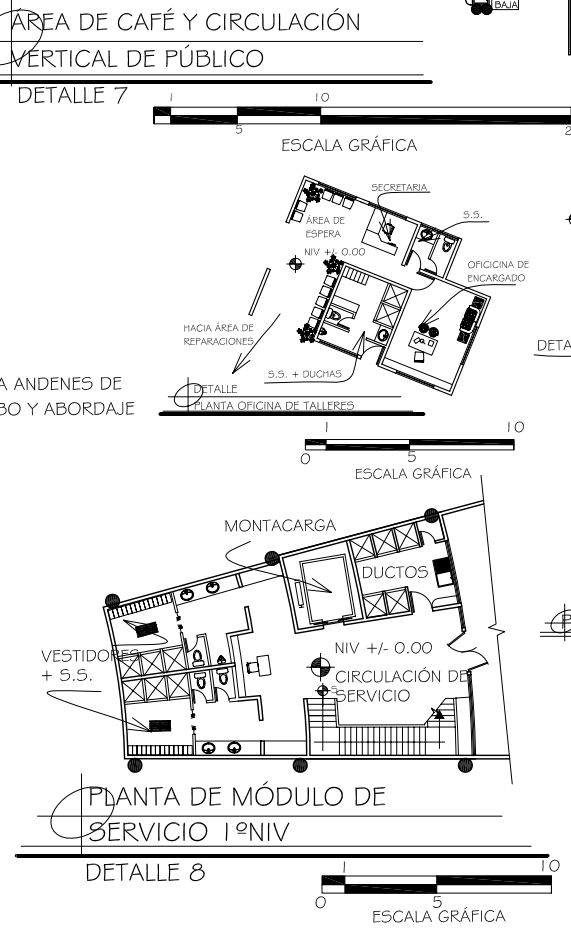 BAJA
ÁREA DE CAFÉ Y CIRCULACIÓN
VERTICAL DE PÚBLICO
DETALLE 7
1 10
5 2
ESCALA GRÁFICA
SECRETARIA
S.S.
ÁREA DE
ESPERA
NIV +/- 0.00
OFICICINA DE
ENCARGADO
HACIA ÁREA DE
REPARACIONES
S.S. + DUCHAS
DETA
A ANDENES DE
BO Y ABORDAJE
DETALLE
PLANTA OFICINA DE TALLERES
1 10
0 5
ESCALA GRÁFICA
MONTACARGA
DUCTOS
VESTIDORES
+ S.S.
NIV +/- 0.00
CIRCULACIÓN DE
SERVICIO
PLANTA DE MÓDULO DE
SERVICIO 1ºNIV
DETALLE 8
1 10
0 5
ESCALA GRÁFICA